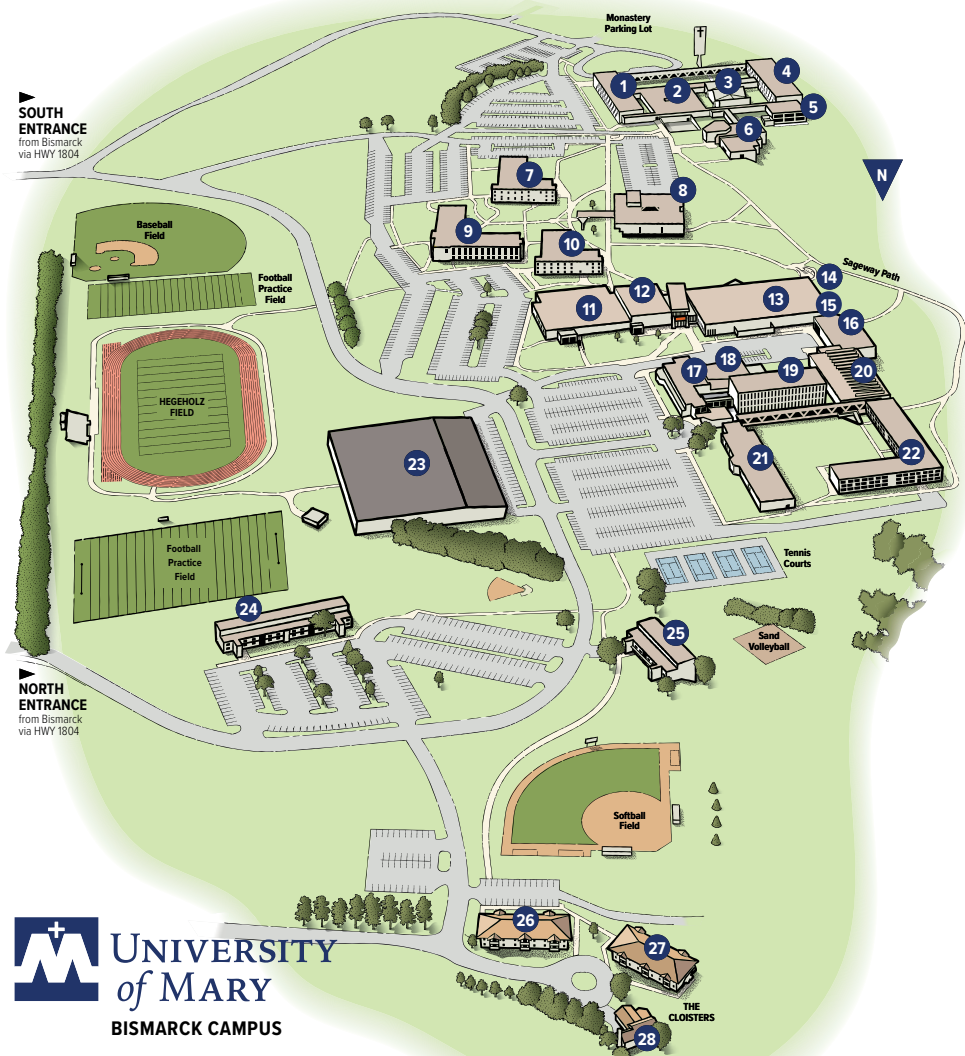 Monastery
Parking Lot
1
2
3
4
5
6
SOUTH
ENTRANCE
from Bismarck
via HWY 1804
N
7
8
9
10
Baseball
Field
Football
Practice
Field
Sageway Path
11
12
13
14
15
16
17
18
19
20
21
22
HEGEHOLZ
FIELD
23
Football
Practice
Field
Tennis
Courts
24
25
Sand
Volleyball
NORTH
ENTRANCE
from Bismarck
via HWY 1804
Softball
Field
26
27
THE
CLOISTERS
28
UNIVERSITY
of MARY
BISMARCK CAMPUS